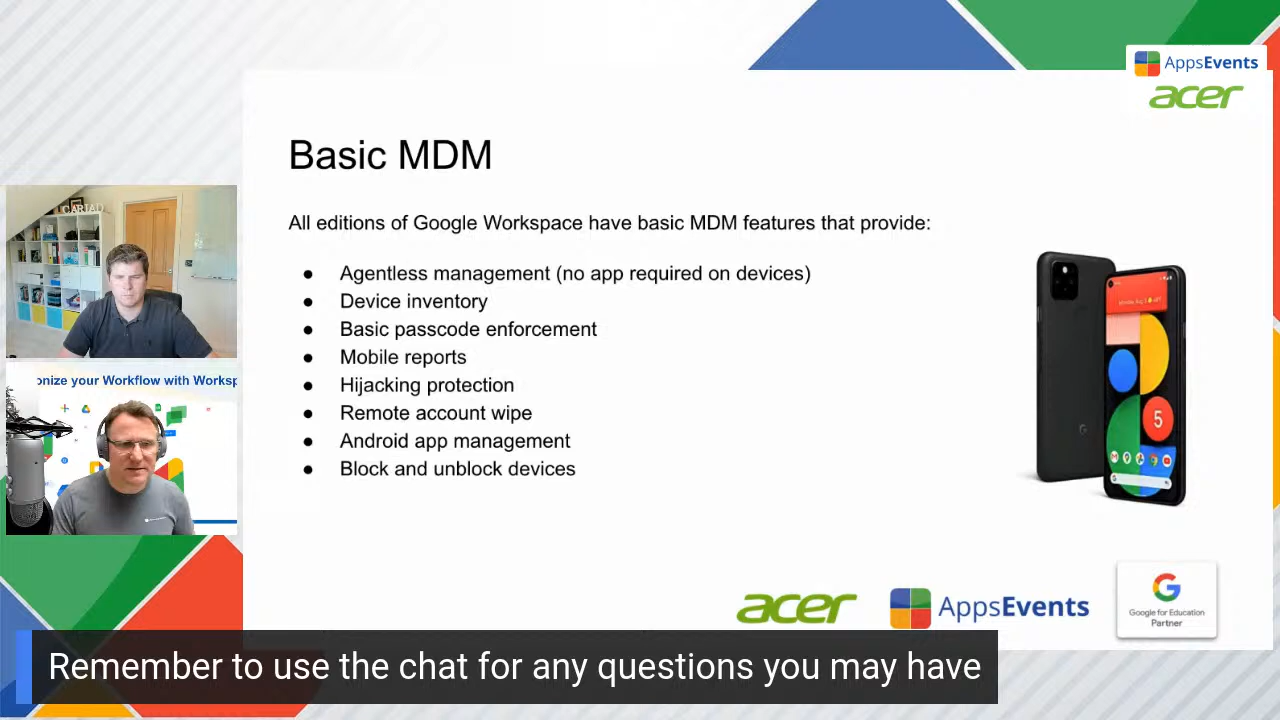 AppsEvents
acer
Basic MDM
All editions of Google Workspace have basic MDM features that provide:
● Agentless management (no app required on devices)
● Device inventory
● Basic passcode enforcement
● Mobile reports
● Hijacking protection
● Remote account wipe
● Android app management
● Block and unblock devices
CARIAD
onize your Workflow with Worksp
5
acer
AppsEvents
Google for Education
Partner
Remember to use the chat for any questions you may have